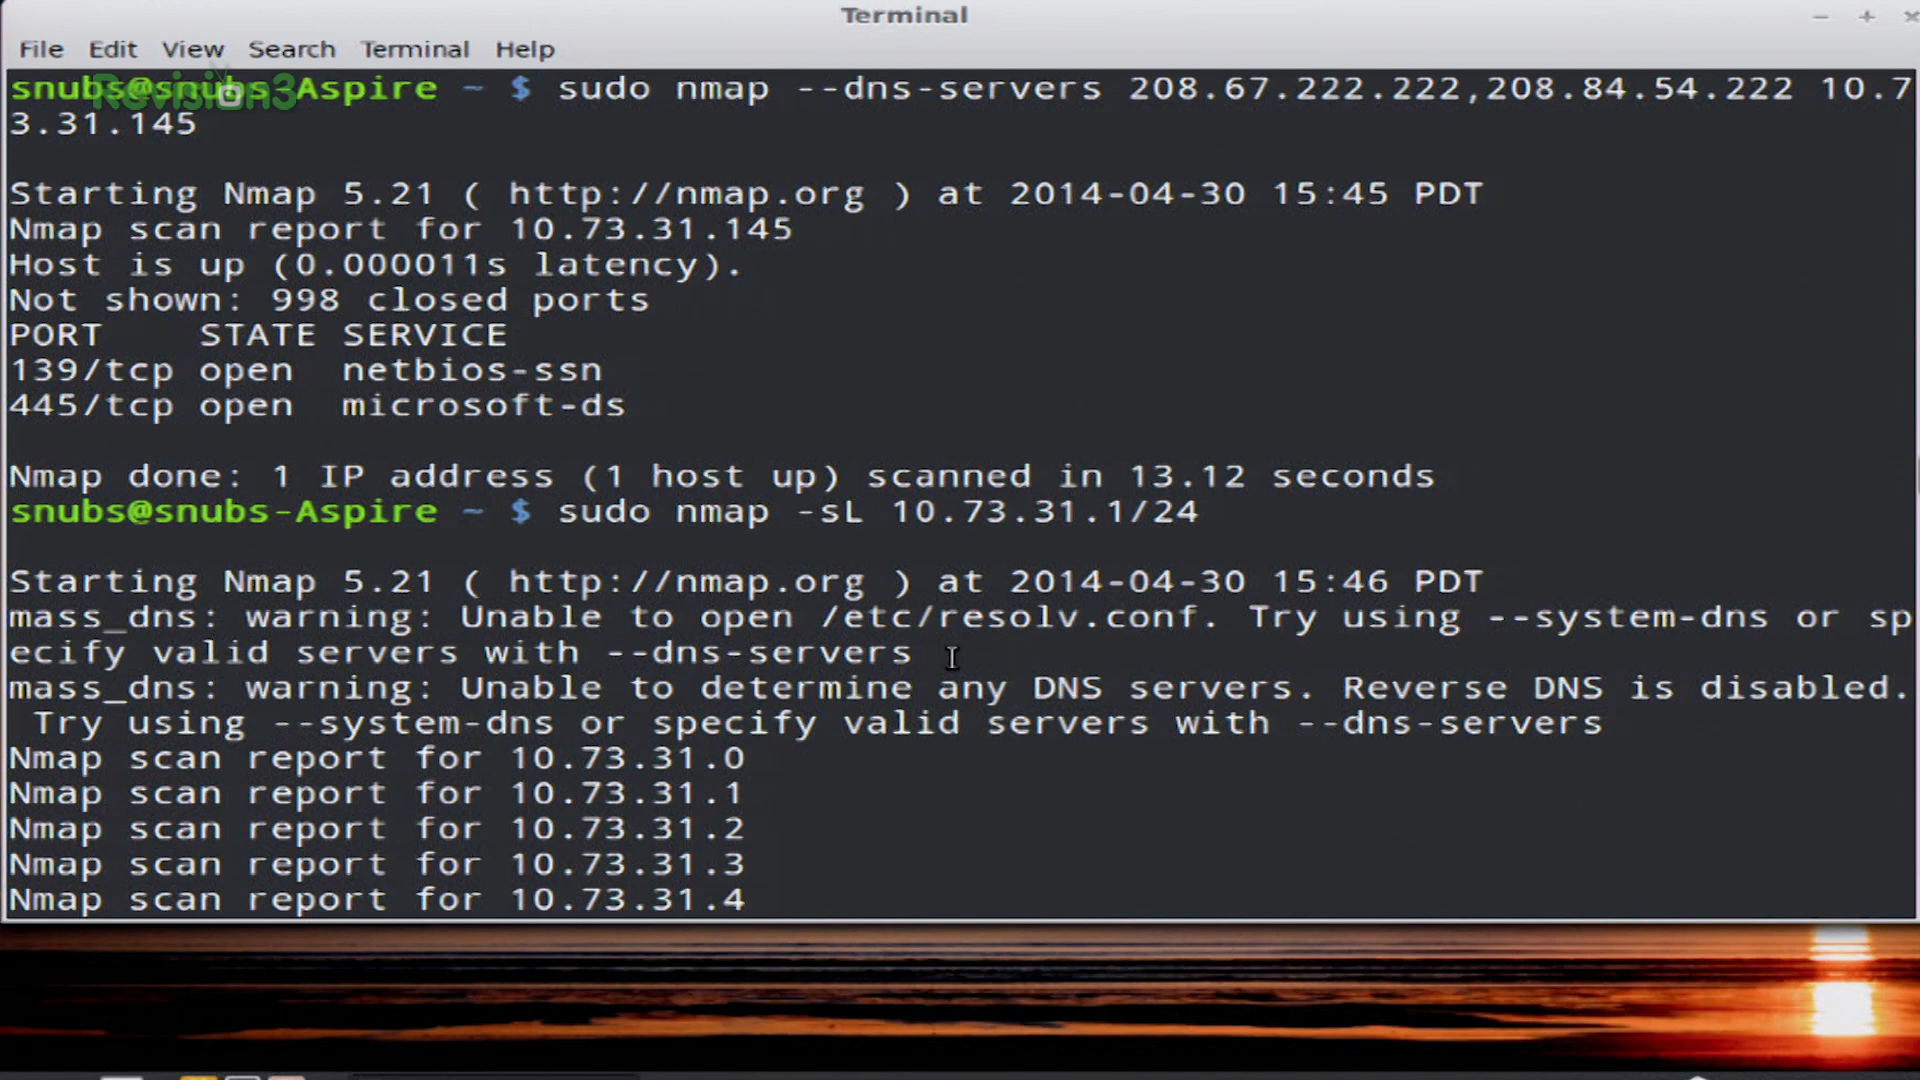 Terminal
File Edit View Search Terminal Help
Revision3
snubs@snubs-Aspire ~ $ sudo nmap --dns-servers 208.67.222.222,208.84.54.222 10.7
3.31.145
Starting Nmap 5.21 ( http://nmap.org ) at 2014-04-30 15:45 PDT
Nmap scan report for 10.73.31.145
Host is up (0.000011s latency).
Not shown: 998 closed ports
PORT    STATE SERVICE
139/tcp open  netbios-ssn
445/tcp open  microsoft-ds
Nmap done: 1 IP address (1 host up) scanned in 13.12 seconds
snubs@snubs-Aspire ~ $ sudo nmap -sL 10.73.31.1/24
Starting Nmap 5.21 ( http://nmap.org ) at 2014-04-30 15:46 PDT
mass_dns: warning: Unable to open /etc/resolv.conf. Try using --system-dns or sp
ecify valid servers with --dns-servers
mass_dns: warning: Unable to determine any DNS servers. Reverse DNS is disabled.
Try using --system-dns or specify valid servers with --dns-servers
Nmap scan report for 10.73.31.0
Nmap scan report for 10.73.31.1
Nmap scan report for 10.73.31.2
Nmap scan report for 10.73.31.3
Nmap scan report for 10.73.31.4